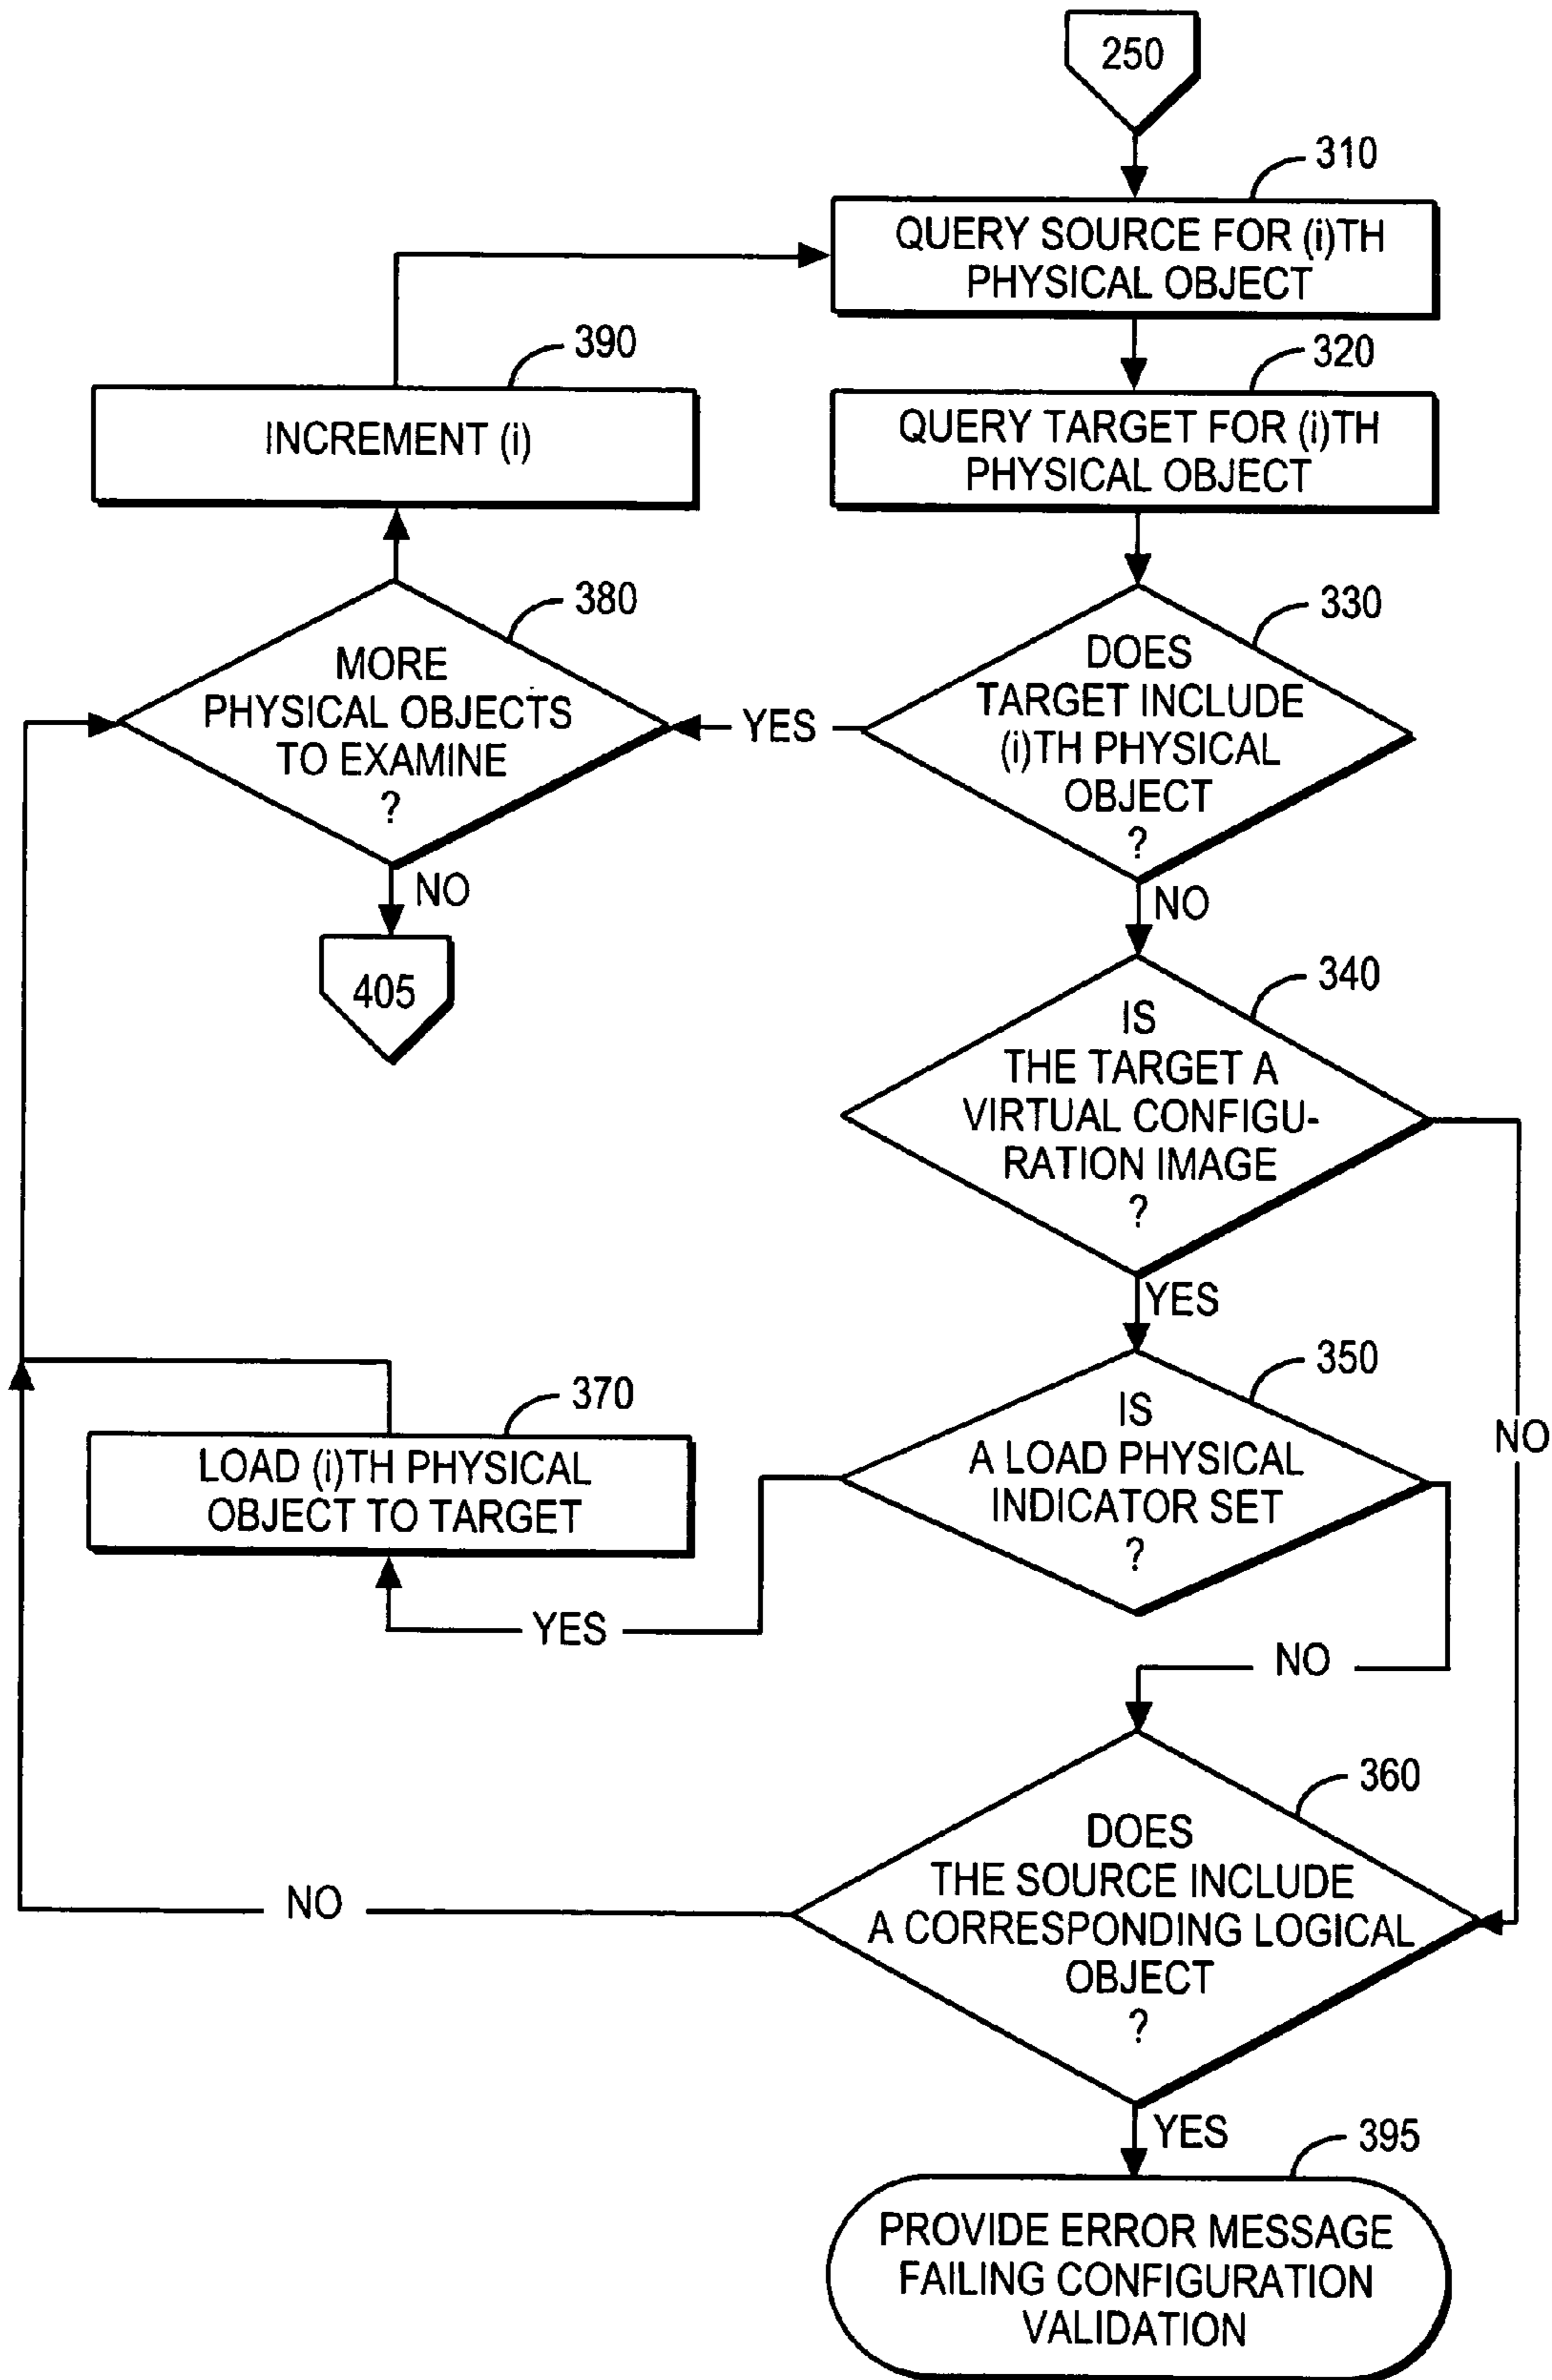 250
310
QUERY SOURCE FOR (i)TH
PHYSICAL OBJECT
390
320
INCREMENT (i)
QUERY TARGET FOR (i)TH
PHYSICAL OBJECT
380
330
MORE
PHYSICAL OBJECTS
TO EXAMINE
?
YES
DOES
TARGET INCLUDE
(i)TH PHYSICAL
OBJECT
?
NO
NO
405
340
IS
THE TARGET A
VIRTUAL CONFIGU-
RATION IMAGE
?
YES
NO
350
370
IS
A LOAD PHYSICAL
INDICATOR SET
?
LOAD (i)TH PHYSICAL
OBJECT TO TARGET
YES
NO
360
DOES
THE SOURCE INCLUDE
A CORRESPONDING LOGICAL
OBJECT
?
NO
YES
395
PROVIDE ERROR MESSAGE
FAILING CONFIGURATION
VALIDATION